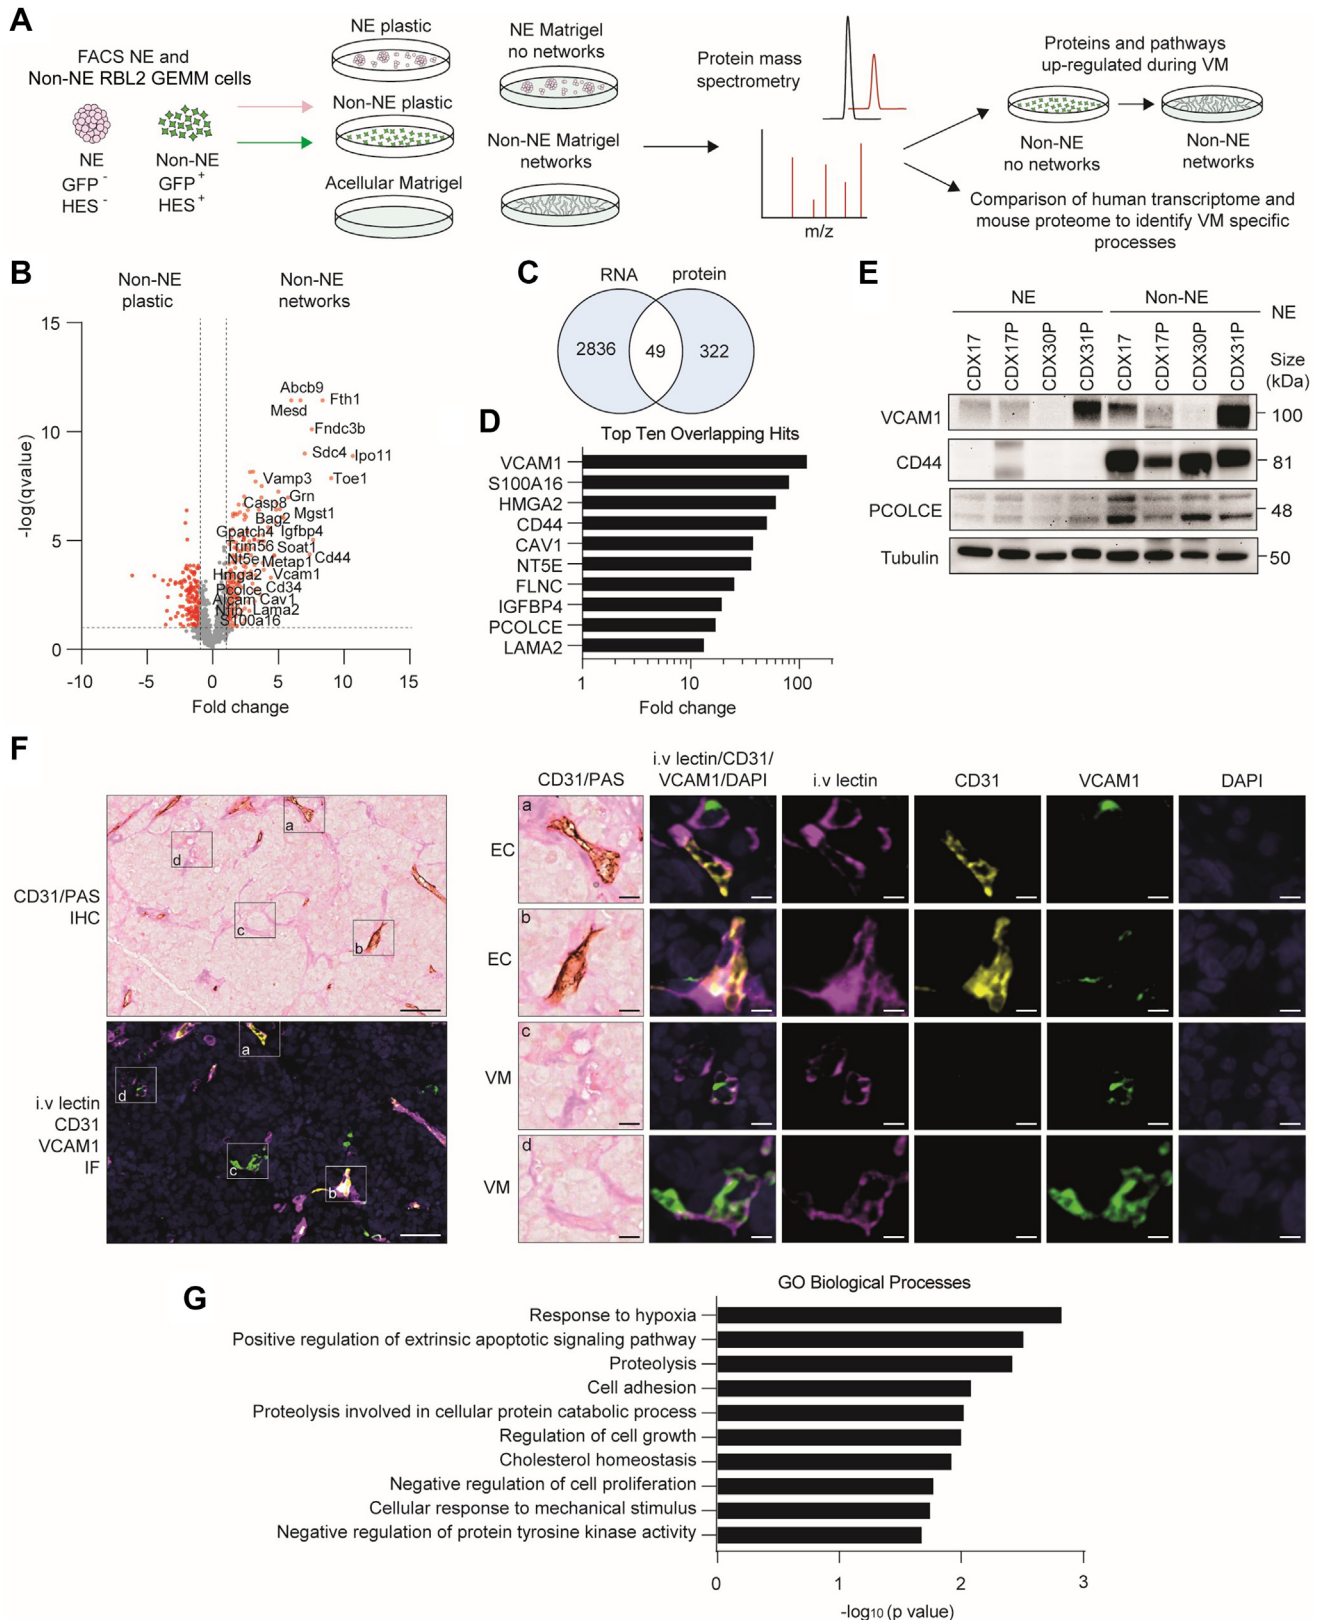 A
FACS NE and
Non-NE RBL2 GEMM cells
NE
GFP -
HES -
Non-NE
GFP +
HES +
NE plastic
Non-NE plastic
Acellular Matrigel
NE Matrigel
no networks
Non-NE Matrigel
networks
Protein mass
spectrometry
m/z
Proteins and pathways
up-regulated during VM
Non-NE
no networks
Non-NE
networks
Comparison of human transcriptome and
mouse proteome to identify VM specific
processes
B
Non-NE
plastic
Non-NE
networks
-log(qvalue)
15
10
5
0
-10
-5
0
5
10
15
Fold change
Abcb9
Mesd
Fth1
Fndc3b
Sdc4
Ipo11
Vamp3
Toe1
Grn
Casp8
Mgst1
Bag2
Gpatch4
Igfbp4
Trim56
Soat1
Nt5e
Metap1
Cd44
Hmga2
Vcam1
Pcolce
Cd34
Alcam
Cav1
Nfib
Lama2
S100a16
C
RNA
protein
2836
49
322
D
Top Ten Overlapping Hits
VCAM1
S100A16
HMGA2
CD44
CAV1
NT5E
FLNC
IGFBP4
PCOLCE
LAMA2
1
10
100
Fold change
E
NE
Non-NE
NE
CDX17
CDX17P
CDX30P
CDX31P
CDX17
CDX17P
CDX30P
CDX31P
Size
(kDa)
VCAM1
100
CD44
81
PCOLCE
48
Tubulin
50
F
CD31/PAS
IHC
a
d
c
b
i.v lectin
CD31
VCAM1
IF
a
d
c
b
CD31/PAS
i.v lectin/CD31/
VCAM1/DAPI
i.v lectin
CD31
VCAM1
DAPI
EC
a
EC
b
VM
c
VM
d
G
GO Biological Processes
Response to hypoxia
Positive regulation of extrinsic apoptotic signaling pathway
Proteolysis
Cell adhesion
Proteolysis involved in cellular protein catabolic process
Regulation of cell growth
Cholesterol homeostasis
Negative regulation of cell proliferation
Cellular response to mechanical stimulus
Negative regulation of protein tyrosine kinase activity
0
1
2
3
-log10 (p value)